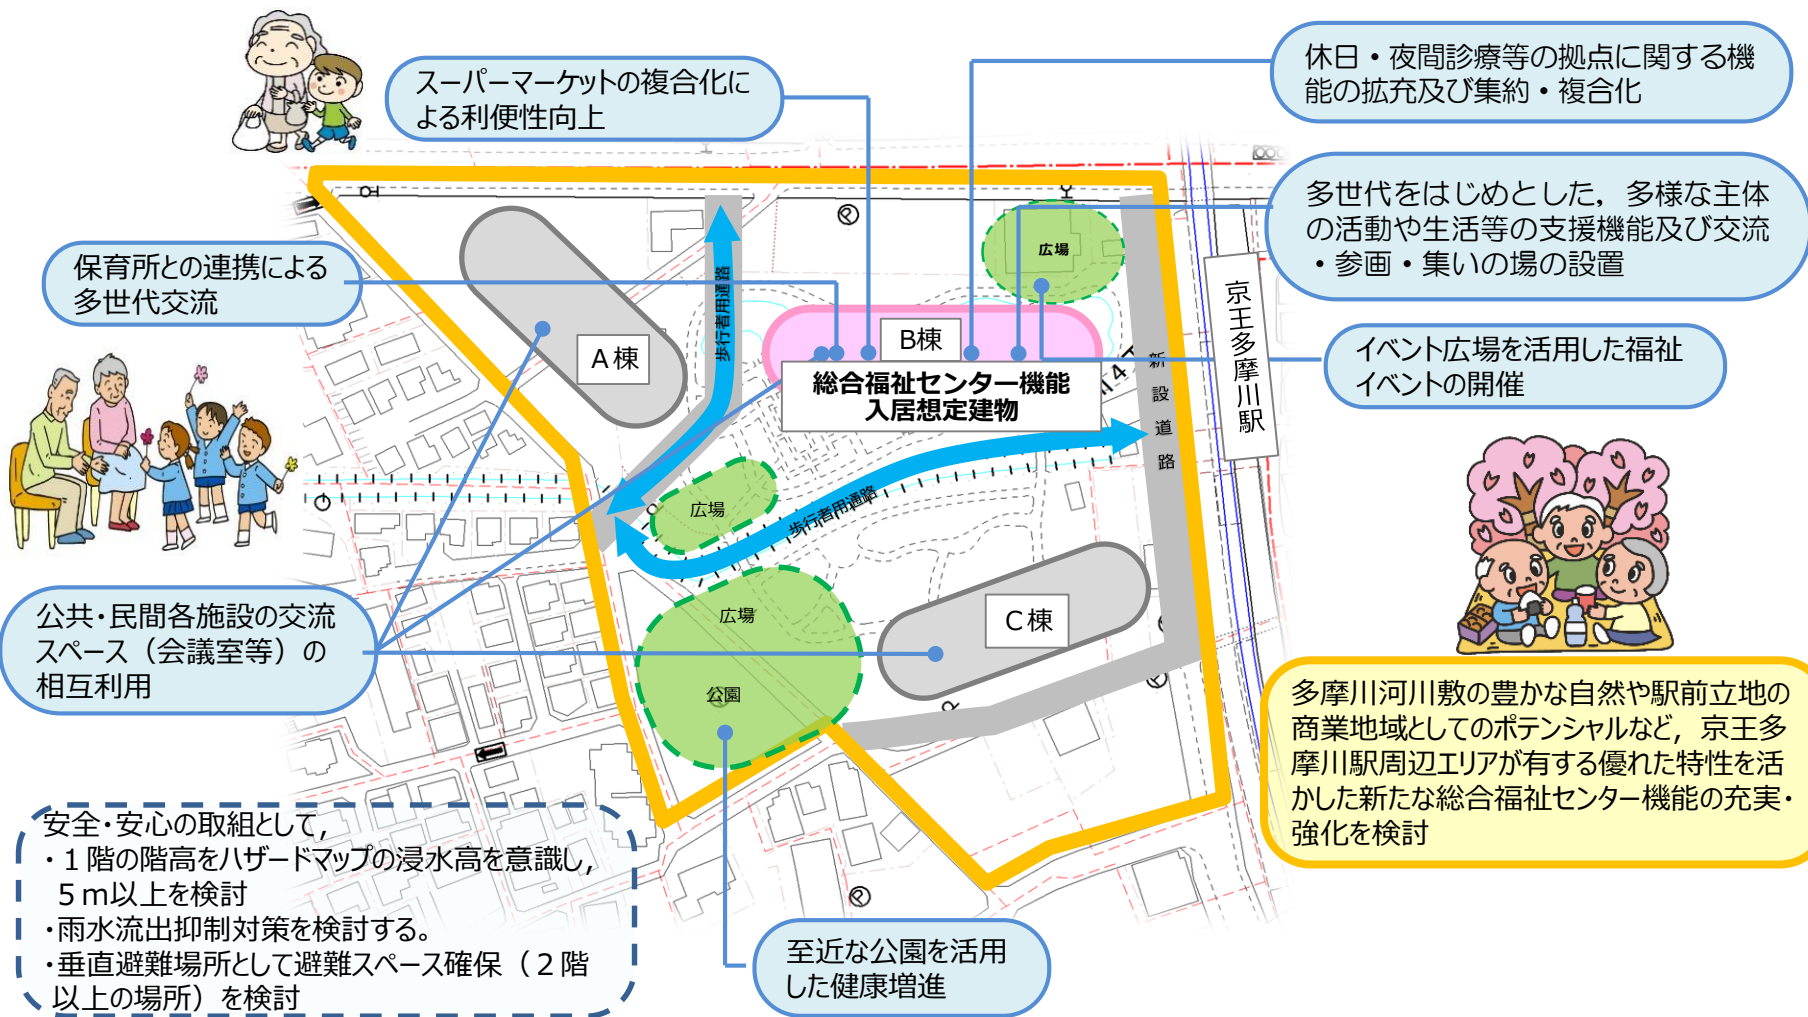 スーパーマーケットの複合化に
よる利便性向上
休日・夜間診療等の拠点に関する機
能の拡充及び集約・複合化
多世代をはじめとした，多様な主体
の活動や生活等の支援機能及び交流
・参画・集いの場の設置
保育所との連携による
多世代交流
広場
歩行者用通路
A棟
B棟
総合福祉センター機能
入居想定建物
新設道路
京王多摩川駅
イベント広場を活用した福祉
イベントの開催
広場
歩行者用通路
公共・民間各施設の交流
スペース（会議室等）の
相互利用
広場
公園
C棟
多摩川河川敷の豊かな自然や駅前立地の
商業地域としてのポテンシャルなど，京王多
摩川駅周辺エリアが有する優れた特性を活
かした新たな総合福祉センター機能の充実・
強化を検討
安全・安心の取組として，
・１階の階高をハザードマップの浸水高を意識し，
５ｍ以上を検討
・雨水流出抑制対策を検討する。
・垂直避難場所として避難スペース確保（２階
以上の場所）を検討
至近な公園を活用
した健康増進